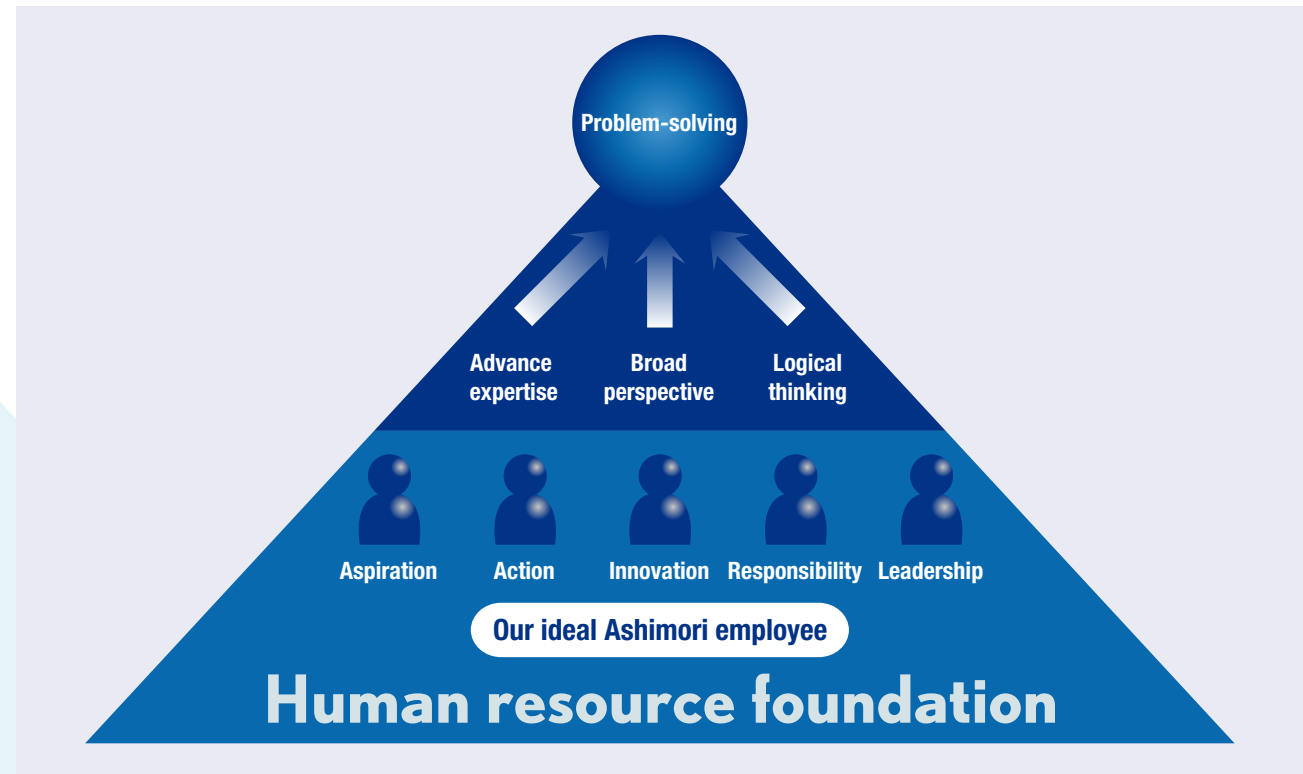 Problem-solving
Advance
expertise
Broad
perspective
Logical
thinking
Aspiration
Action
Innovation
Responsibility
Leadership
Our ideal Ashimori employee
Human resource foundation